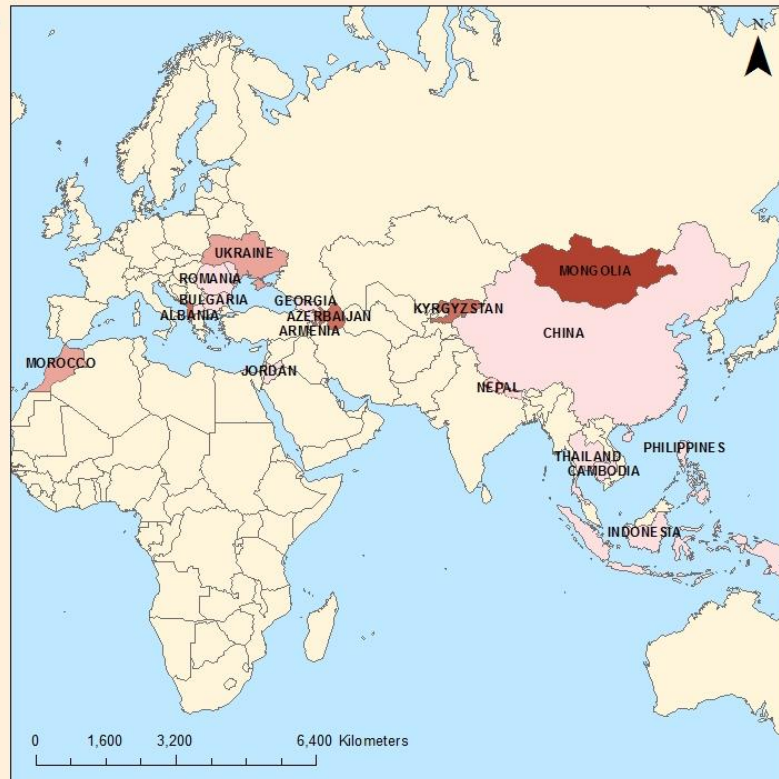 N
UKRAINE
MONGOLIA
ROMANIA
BULGARIA
GEORGIA
KYRGYZSTAN
ALBANIA
AZERBAIJAN
ARMENIA
CHINA
MOROCCO
JORDAN
NEPAL
PHILIPPINES
THAILAND
CAMBODIA
INDONESIA
0 1,600 3,200 6,400 Kilometers